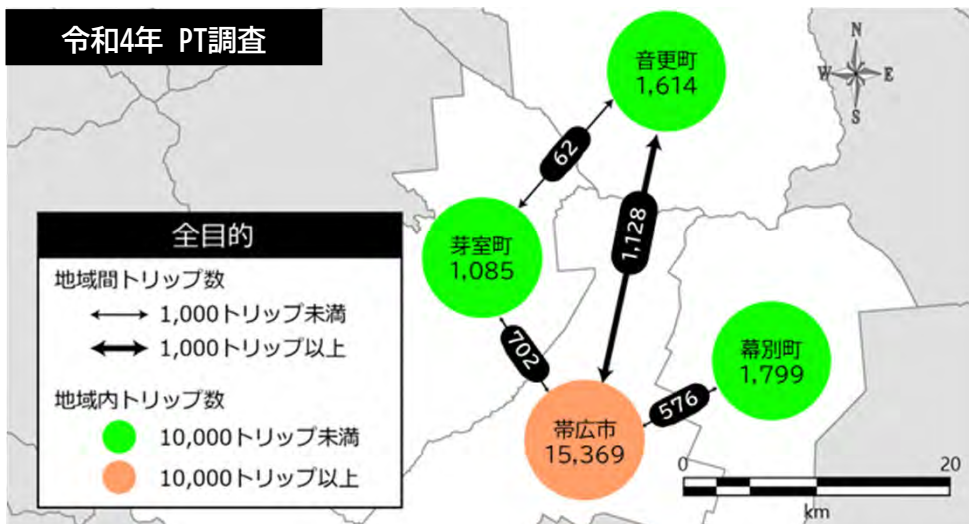 令和4年 PT調査
N
W E
S
音更町
1,614
62
1,128
芽室町
1,085
702
幕別町
1,799
576
帯広市
15,369
全目的
地域間トリップ数
1,000トリップ未満
1,000トリップ以上
地域内トリップ数
10,000トリップ未満
10,000トリップ以上
0 20
km